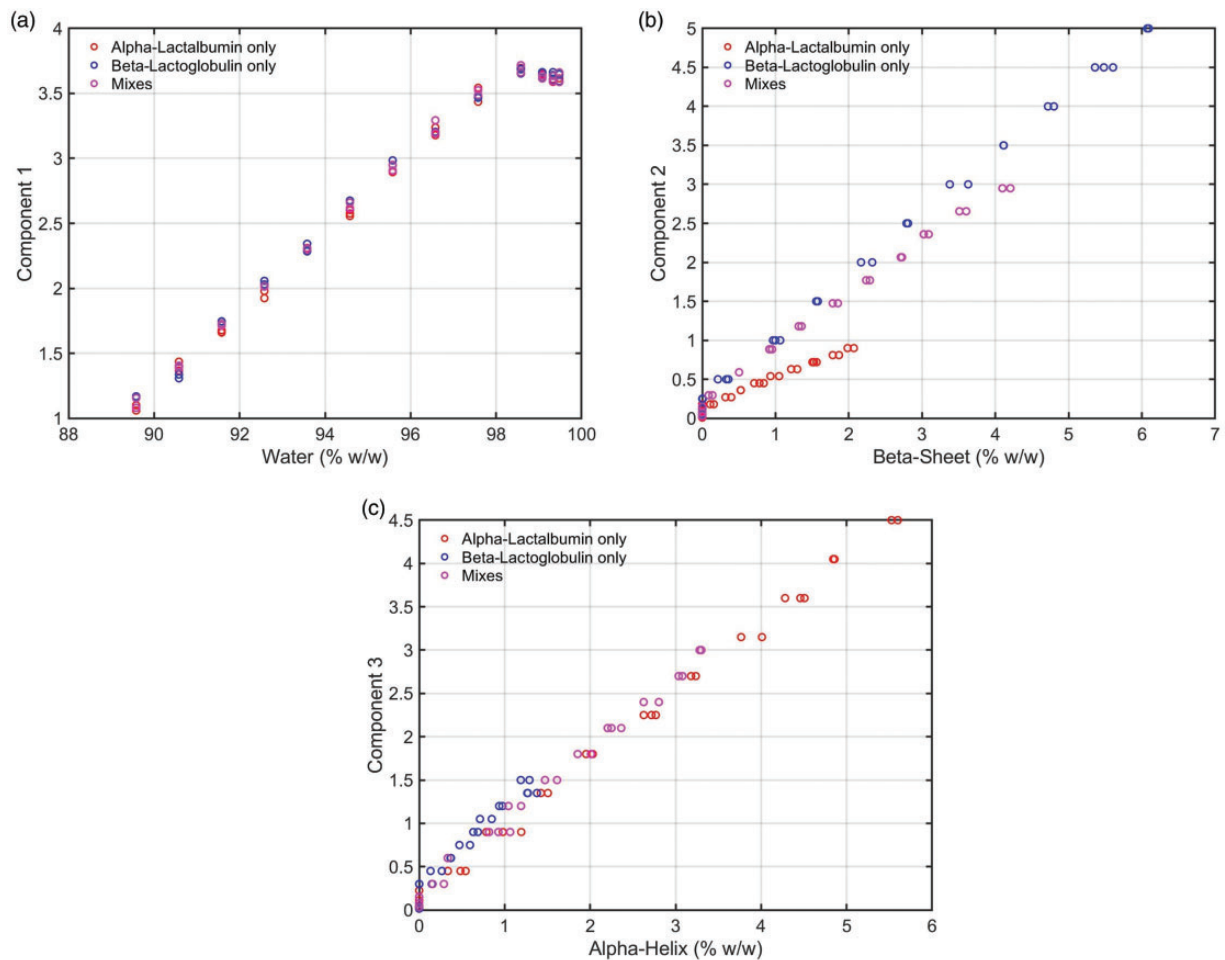 (a)
4
3.5
3
2.5
2
1.5
1
Component 1
Alpha-Lactalbumin only
Beta-Lactoglobulin only
Mixes
88 90 92 94 96 98 100
Water (% w/w)
(b)
5
4.5
4
3.5
3
2.5
2
1.5
1
0.5
0
Component 2
Alpha-Lactalbumin only
Beta-Lactoglobulin only
Mixes
0 1 2 3 4 5 6 7
Beta-Sheet (% w/w)
(c)
4.5
4
3.5
3
2.5
2
1.5
1
0.5
0
Component 3
Alpha-Lactalbumin only
Beta-Lactoglobulin only
Mixes
0 1 2 3 4 5 6
Alpha-Helix (% w/w)